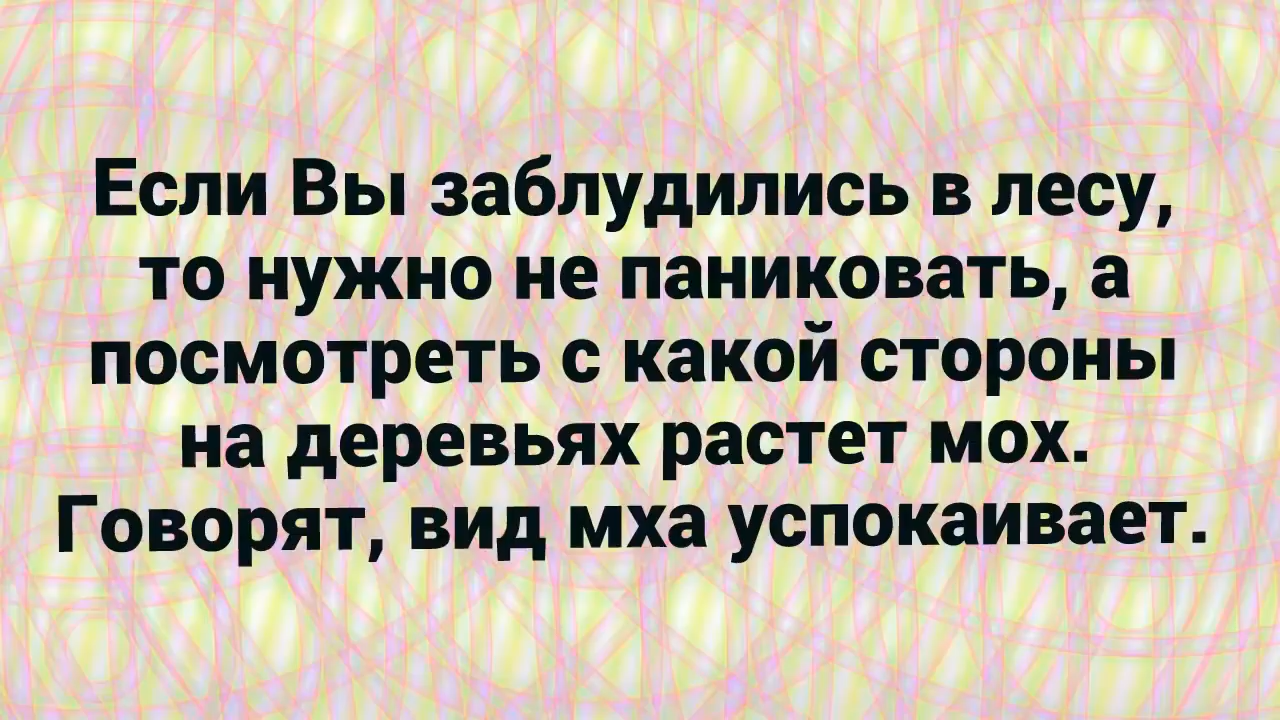 Если Вы заблудились в лесу,
то нужно не паниковать, а
посмотреть с какой стороны
на деревьях растет мох.
Говорят, вид мха успокаивает.